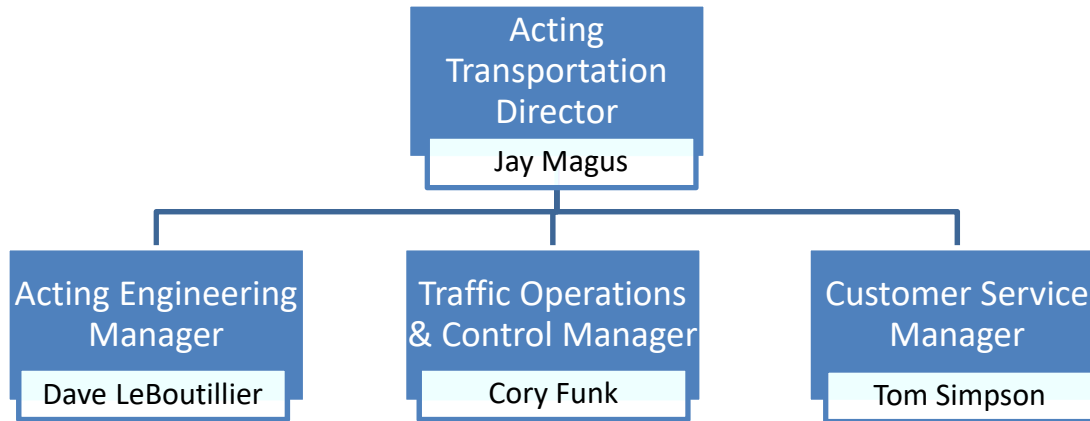 Acting
Transportation
Director
Jay Magus
Acting Engineering
Manager
Dave LeBoutillier
Traffic Operations
& Control Manager
Cory Funk
Customer Service
Manager
Tom Simpson